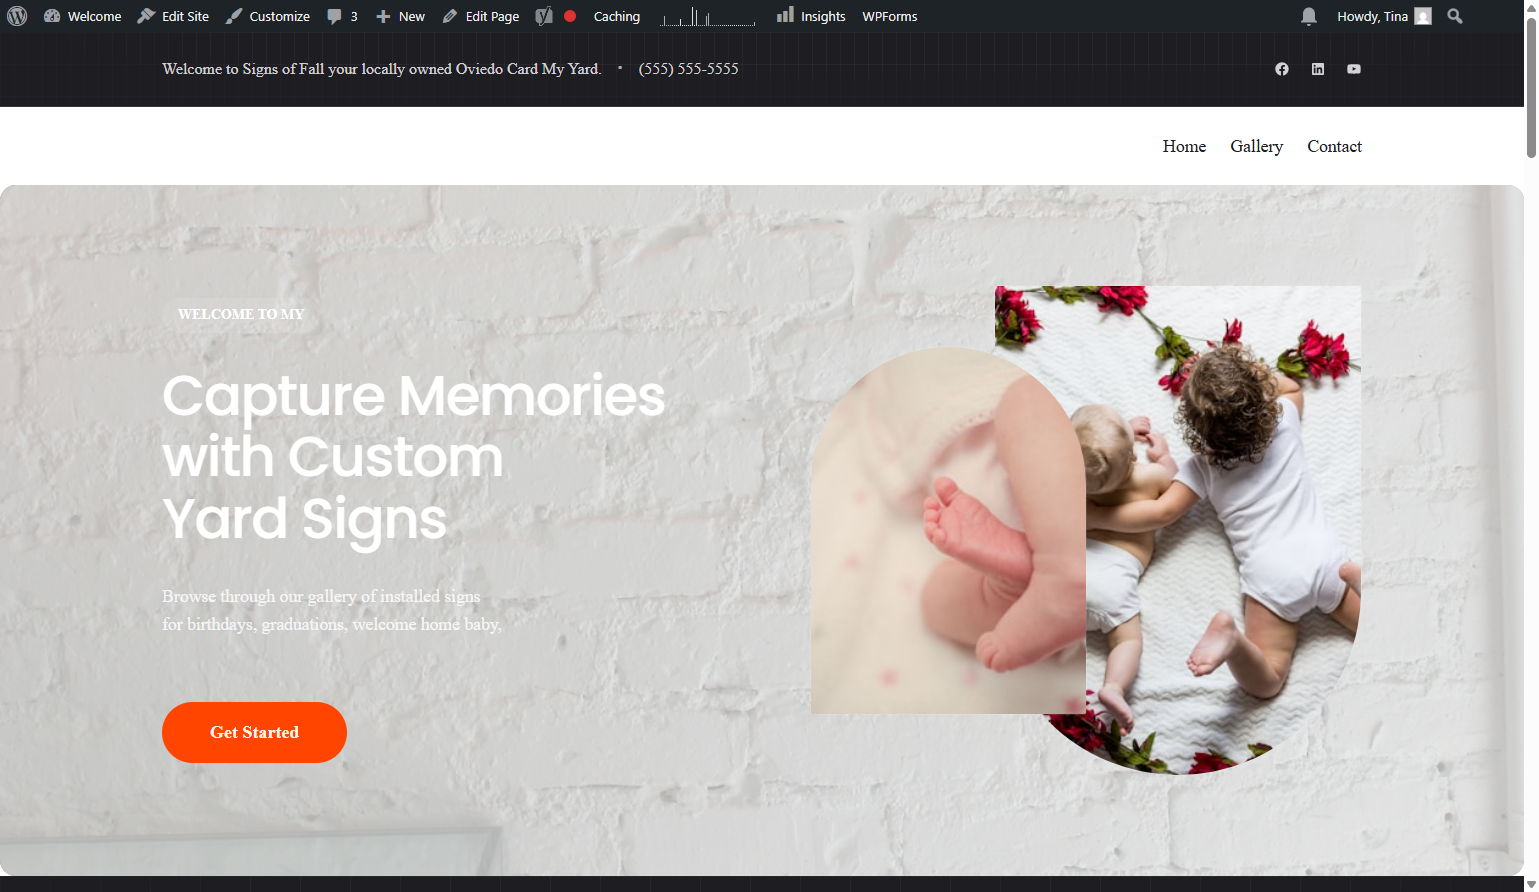 Welcome
Edit Site
Customize
3
New
Edit Page
Caching
Insights
WPForms
Howdy, Tina
Welcome to Signs of Fall your locally owned Oviedo Card My Yard.
•
(555) 555-5555
Home
Gallery
Contact
WELCOME TO MY
Capture Memories
with Custom
Yard Signs
Browse through our gallery of installed signs
for birthdays, graduations, welcome home baby,
Get Started